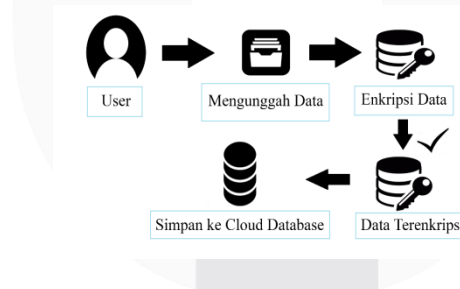 User
Mengunggah Data
Enkripsi Data
Simpan ke Cloud Database
Data Terenkrips